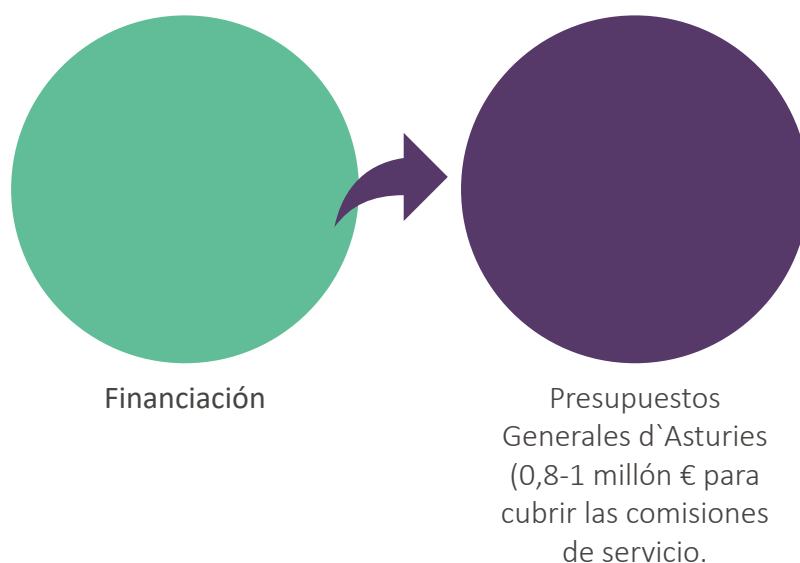 Financiación
Presupuestos
Generales d`Asturies
(0,8-1 millón € para
cubrir las comisiones
de servicio.